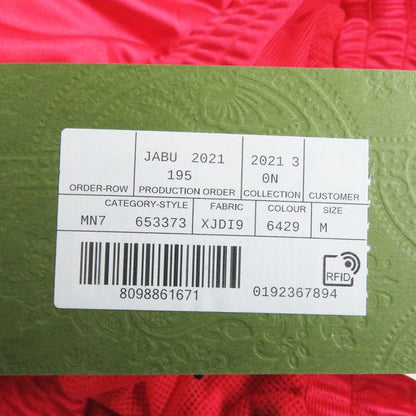 JABU 2021 2021 3
195 0N
ORDER-ROW PRODUCTION ORDER COLLECTION CUSTOMER
CATEGORY-STYLE FABRIC COLOUR SIZE
MN7 653373 XJDI9 6429 M
RFID
8098861671 0192367894